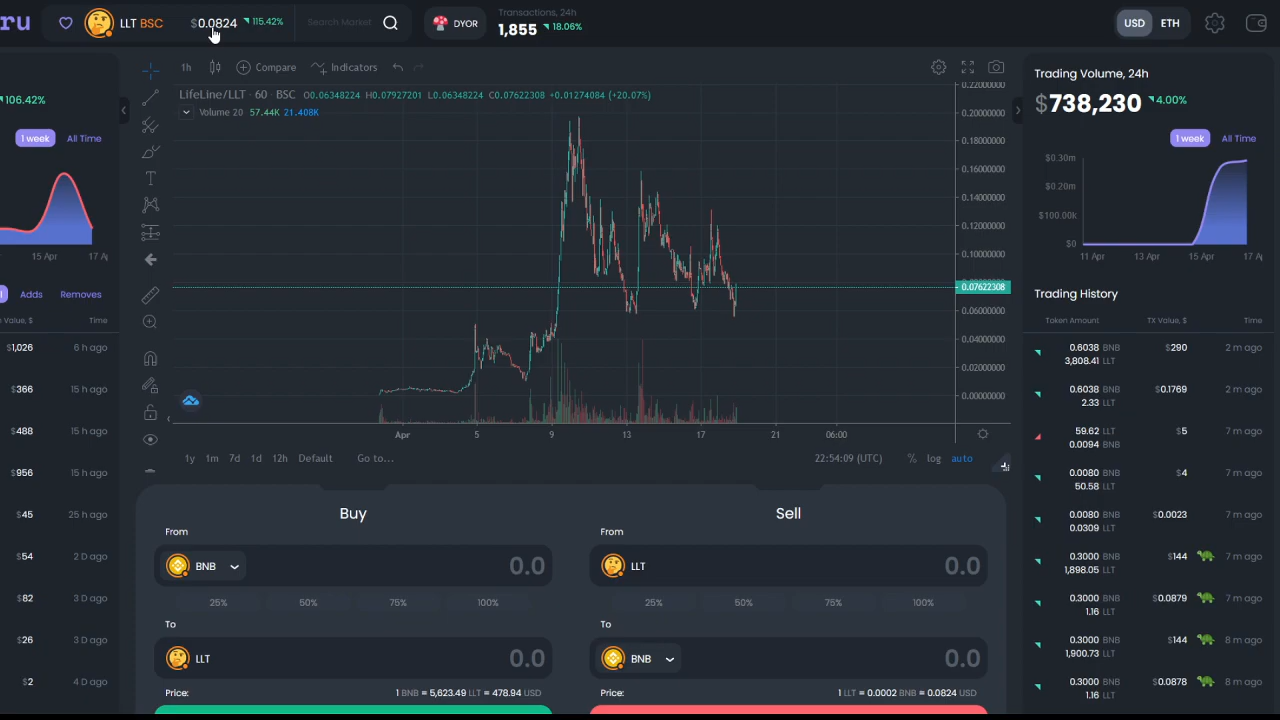 ru
LLT BSC
$0.0824 115.42%
Search Market
DYOR
Transactions, 24h
1,855 18.06%
USD ETH
106.42%
1 week All Time
15 Apr 17 A
Adds Removes
Value, $ Time
$1,026 6 h ago
$366 15 h ago
$488 15 h ago
$956 15 h ago
$45 25 h ago
$54 2 D ago
$82 3 D ago
$26 3 D ago
$2 4 D ago
1h Compare Indicators
LifeLine/LLT · 60 · BSC O0.06348224 H0.07927201 L0.06348224 C0.07622308 +0.01274084 (+20.07%)
Volume 20 57.44K 21.408K
0.22000000
0.20000000
0.18000000
0.16000000
0.14000000
0.12000000
0.10000000
0.07622308
0.06000000
0.04000000
0.02000000
0.00000000
Apr 5 9 13 17 21 06:00
1y 1m 7d 1d 12h Default Go to...
22:54:09 (UTC) % log auto
Buy
From
BNB 0.0
25% 50% 75% 100%
To
LLT 0.0
Price: 1 BNB = 5,623.49 LLT = 478.94 USD
Sell
From
LLT 0.0
25% 50% 75% 100%
To
BNB 0.0
Price: 1 LLT = 0.0002 BNB = 0.0824 USD
Trading Volume, 24h
$738,230 4.00%
1 week All Time
$0.30m
$0.20m
$100.00k
$0
11 Apr 13 Apr 15 Apr 17 A
Trading History
Token Amount TX Value, $ Time
0.6038 BNB $290 2 m ago
3,808.41 LLT
0.6038 BNB $0.1769 2 m ago
2.33 LLT
59.62 LLT $5 7 m ago
0.0094 BNB
0.0080 BNB $4 7 m ago
50.58 LLT
0.0080 BNB $0.0023 7 m ago
0.0309 LLT
0.3000 BNB $144 7 m ago
1,898.05 LLT
0.3000 BNB $0.0879 7 m ago
1.16 LLT
0.3000 BNB $144 8 m ago
1,900.73 LLT
0.3000 BNB $0.0878 8 m ago
1.16 LLT